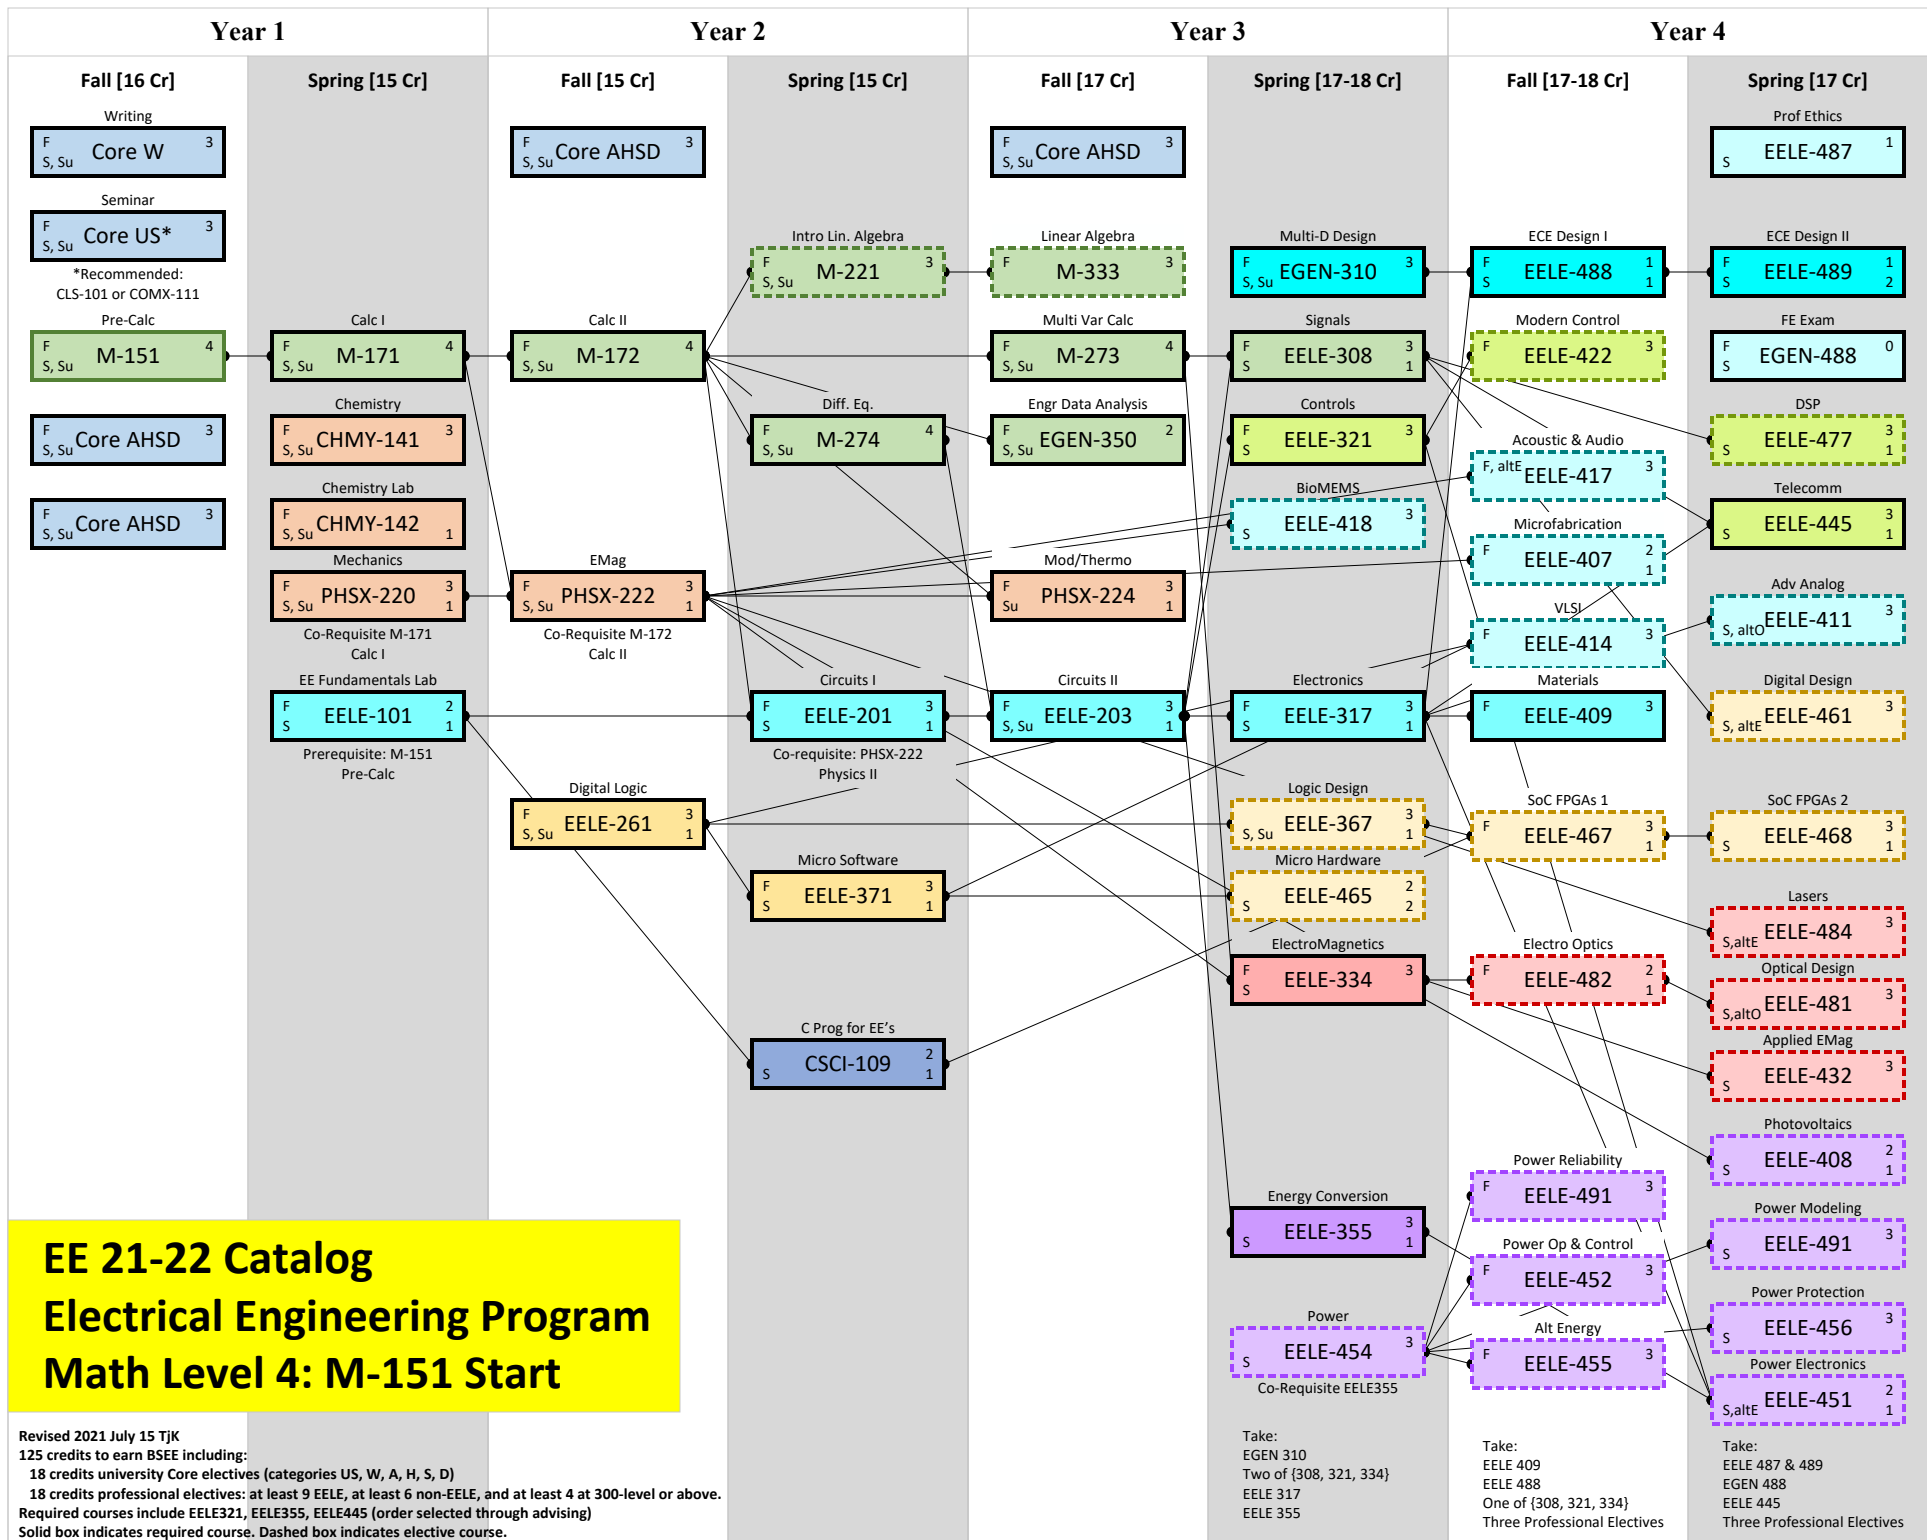 Year 1
Year 2
Year 3
Year 4
Fall [16 Cr]
Spring [15 Cr]
Fall [15 Cr]
Spring [15 Cr]
Fall [17 Cr]
Spring [17-18 Cr]
Fall [17-18 Cr]
Spring [17 Cr]
Writing
F S, Su Core W 3
Seminar
F S, Su Core US* 3
*Recommended:
CLS-101 or COMX-111
Pre-Calc
F S, Su M-151 4
F S, Su Core AHSD 3
F S, Su Core AHSD 3
Calc I
F S, Su M-171 4
Chemistry
F S, Su CHMY-141 3
Chemistry Lab
F S, Su CHMY-142 1
Mechanics
F S, Su PHSX-220 3 1
Co-Requisite M-171
Calc I
EE Fundamentals Lab
F S EELE-101 2 1
Prerequisite: M-151
Pre-Calc
F S, Su Core AHSD 3
Calc II
F S, Su M-172 4
EMag
F S, Su PHSX-222 3 1
Co-Requisite M-172
Calc II
Digital Logic
F S, Su EELE-261 3 1
Intro Lin. Algebra
F S, Su M-221 3
Diff. Eq.
F S, Su M-274 4
Circuits I
F S EELE-201 3 1
Co-requisite: PHSX-222
Physics II
Micro Software
F S EELE-371 3 1
C Prog for EE's
S CSCI-109 2 1
F S, Su Core AHSD 3
Linear Algebra
F M-333 3
Multi Var Calc
F S, Su M-273 4
Engr Data Analysis
F S, Su EGEN-350 2
Mod/Thermo
F Su PHSX-224 3 1
Circuits II
F S, Su EELE-203 3 1
Multi-D Design
F S, Su EGEN-310 3
Signals
F S EELE-308 3 1
Controls
F S EELE-321 3
BioMEMS
S EELE-418 3
Electronics
F S EELE-317 3 1
Logic Design
S, Su EELE-367 3 1
Micro Hardware
S EELE-465 2 2
ElectroMagnetics
F S EELE-334 3
Energy Conversion
S EELE-355 3 1
Power
S EELE-454 3
Co-Requisite EELE355
Take:
EGEN 310
Two of {308, 321, 334}
EELE 317
EELE 355
ECE Design I
F S EELE-488 1 1
Modern Control
F EELE-422 3
Acoustic & Audio
F, altE EELE-417 3
Microfabrication
F EELE-407 2 1
VLSI
F EELE-414 3
Materials
F EELE-409 3
SoC FPGAs 1
F EELE-467 3 1
Electro Optics
F EELE-482 2 1
Power Reliability
F EELE-491 3
Power Op & Control
F EELE-452 3
Alt Energy
F EELE-455 3
Take:
EELE 409
EELE 488
One of {308, 321, 334}
Three Professional Electives
Prof Ethics
S EELE-487 1
ECE Design II
F S EELE-489 1 2
FE Exam
F S EGEN-488 0
DSP
S EELE-477 3 1
Telecomm
S EELE-445 3 1
Adv Analog
S, altO EELE-411 3
Digital Design
S, altE EELE-461 3
SoC FPGAs 2
S EELE-468 3 1
Lasers
S,altE EELE-484 3
Optical Design
S,altO EELE-481 3
Applied EMag
S EELE-432 3
Photovoltaics
S EELE-408 2 1
Power Modeling
S EELE-491 3
Power Protection
S EELE-456 3
Power Electronics
S,altE EELE-451 2 1
Take:
EELE 487 & 489
EGEN 488
EELE 445
Three Professional Electives
EE 21-22 Catalog
Electrical Engineering Program
Math Level 4: M-151 Start
Revised 2021 July 15 TjK
125 credits to earn BSEE including:
18 credits university Core electives (categories US, W, A, H, S, D)
18 credits professional electives: at least 9 EELE, at least 6 non-EELE, and at least 4 at 300-level or above.
Required courses include EELE321, EELE355, EELE445 (order selected through advising)
Solid box indicates required course. Dashed box indicates elective course.